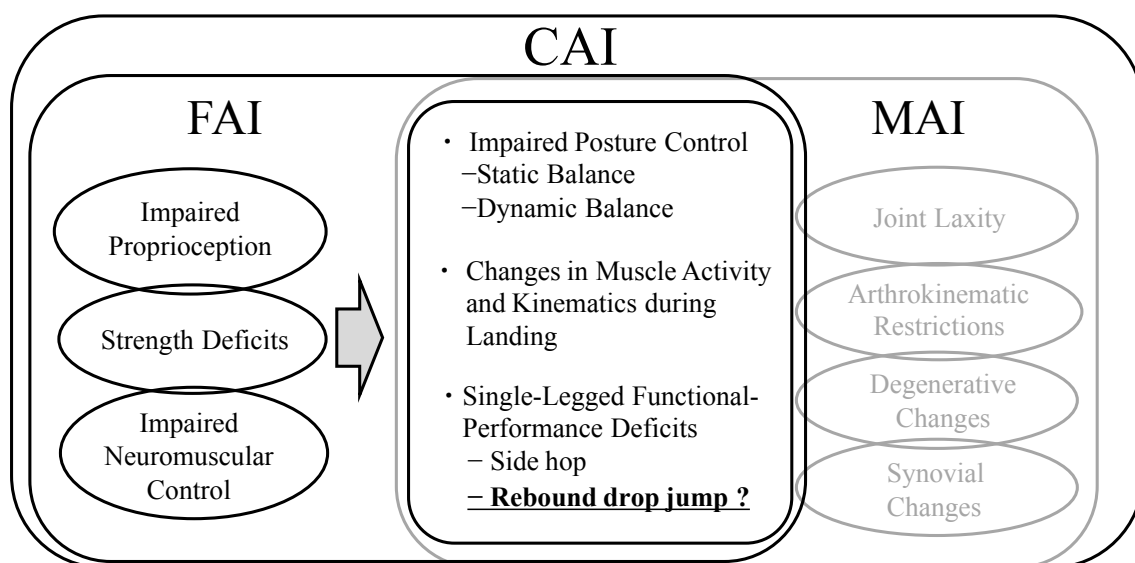 CAI
FAI
Impaired
Proprioception
Strength Deficits
Impaired
Neuromuscular
Control
・ Impaired Posture Control
−Static Balance
−Dynamic Balance
・ Changes in Muscle Activity
and Kinematics during
Landing
・ Single-Legged Functional-
Performance Deficits
− Side hop
− Rebound drop jump ?
MAI
Joint Laxity
Arthrokinematic
Restrictions
Degenerative
Changes
Synovial
Changes